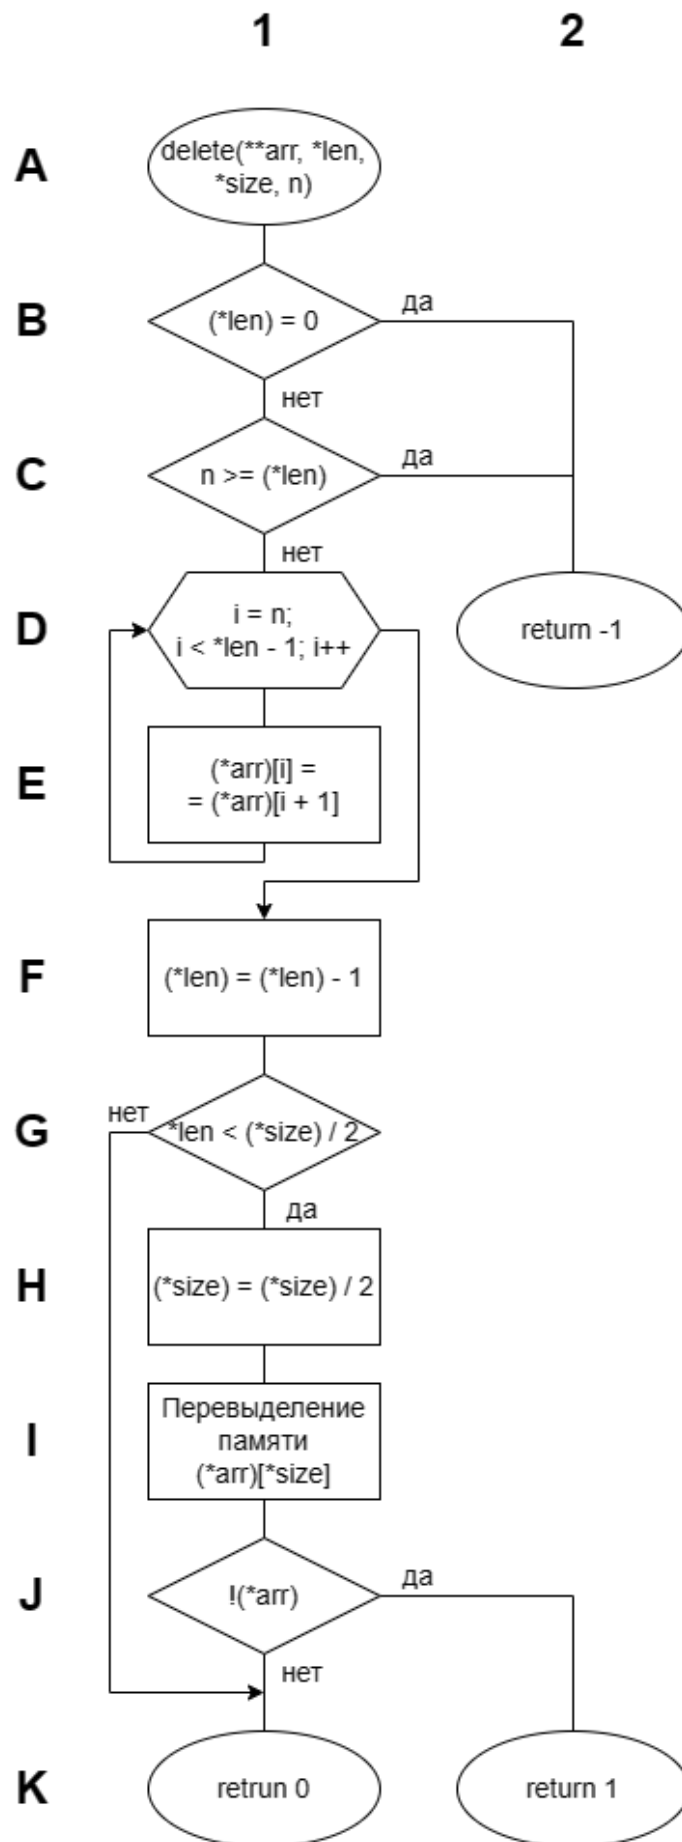 1 2
A
delete(**arr, *len,
*size, n)
B
(*len) = 0
да
нет
C
n >= (*len)
да
нет
D
i = n;
i < *len - 1; i++
return -1
E
(*arr)[i] =
= (*arr)[i + 1]
F
(*len) = (*len) - 1
G
нет
*len < (*size) / 2
да
H
(*size) = (*size) / 2
I
Перевыделение
памяти
(*arr)[*size]
J
!(*arr)
да
нет
K
retrun 0
return 1